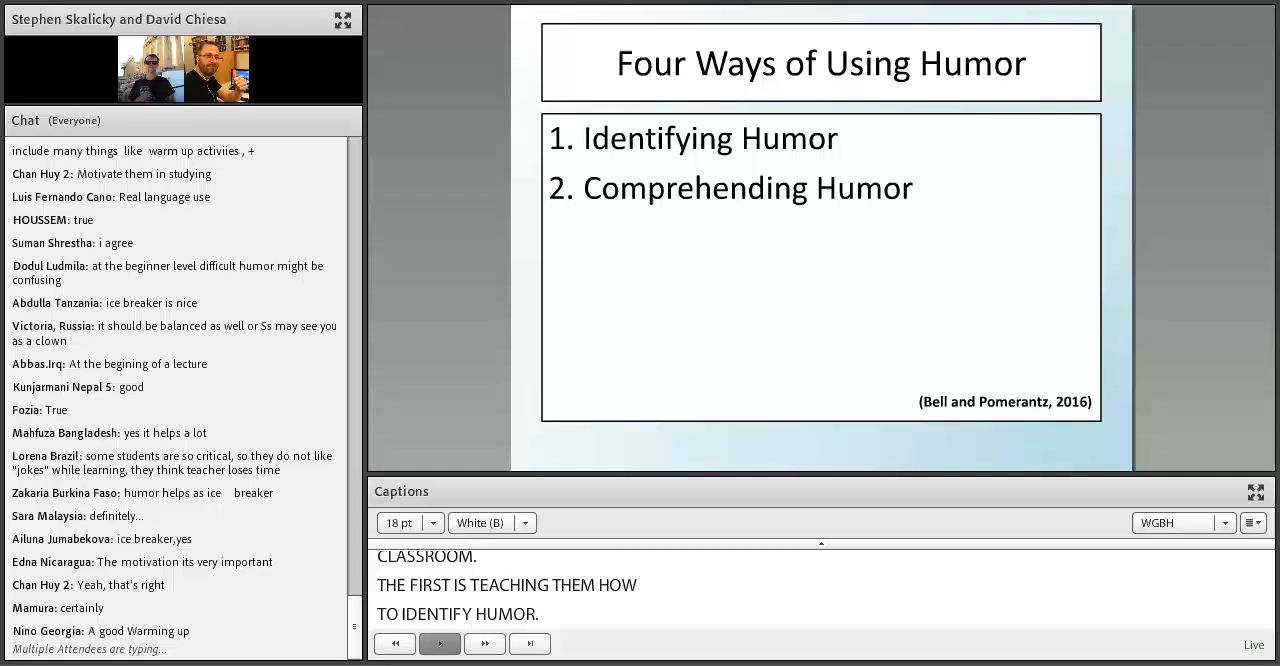 Stephen Skalicky and David Chiesa
Chat (Everyone)
include many things like warm up activiies , +
Chan Huy 2: Motivate them in studying
Luis Fernando Cano: Real language use
HOUSSEM: true
Suman Shrestha: i agree
Dodul Ludmila: at the beginner level difficult humor might be
confusing
Abdulla Tanzania: ice breaker is nice
Victoria, Russia: it should be balanced as well or Ss may see you
as a clown
Abbas.Irq: At the begining of a lecture
Kunjarmani Nepal 5: good
Fozia: True
Mahfuza Bangladesh: yes it helps a lot
Lorena Brazil: some students are so critical, so they do not like
"jokes" while learning, they think teacher loses time
Zakaria Burkina Faso: humor helps as ice breaker
Sara Malaysia: definitely...
Ailuna Jumabekova: ice breaker,yes
Edna Nicaragua: The motivation its very important
Chan Huy 2: Yeah, that's right
Mamura: certainly
Nino Georgia: A good Warming up
Multiple Attendees are typing...
Four Ways of Using Humor
1. Identifying Humor
2. Comprehending Humor
(Bell and Pomerantz, 2016)
Captions
18 pt White (B) WGBH
CLASSROOM.
THE FIRST IS TEACHING THEM HOW
TO IDENTIFY HUMOR.
Live